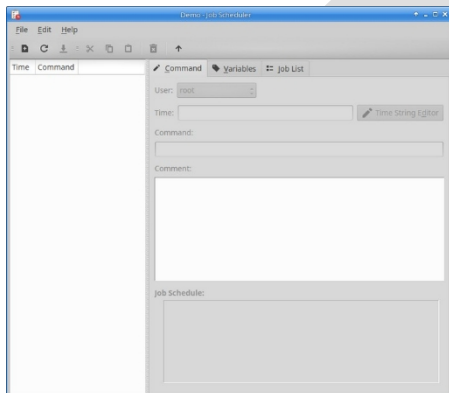 Demo - Job Scheduler
File Edit Help
Time Command
Command Variables Job List
User: root
Time: Time String Editor
Command:
Comment:
Job Schedule: